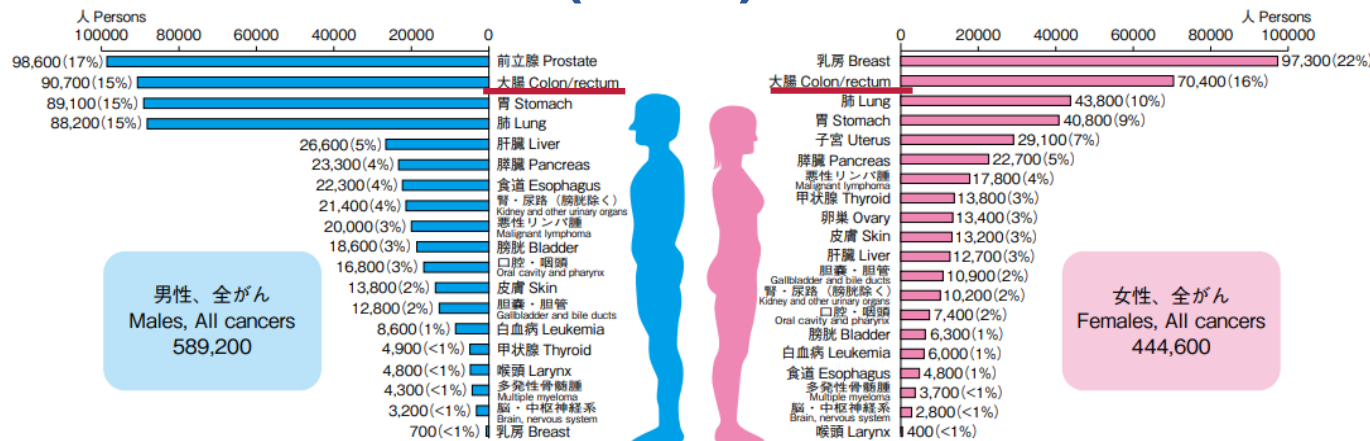 人 Persons
100000 80000 60000 40000 20000 0
98,600(17%) 前立腺 Prostate
90,700(15%) 大腸 Colon/rectum
89,100(15%) 胃 Stomach
88,200(15%) 肺 Lung
26,600(5%) 肝臓 Liver
23,300(4%) 膵臓 Pancreas
22,300(4%) 食道 Esophagus
21,400(4%) 腎・尿路(膀胱除く)
Kidney and other urinary organs
20,000(3%) 悪性リンパ腫
Malignant lymphoma
18,600(3%) 膀胱 Bladder
16,800(3%) 口腔・咽頭
Oral cavity and pharynx
13,800(2%) 皮膚 Skin
12,800(2%) 胆嚢・胆管
Gallbladder and bile ducts
8,600(1%) 白血病 Leukemia
4,900(<1%) 甲状腺 Thyroid
4,800(<1%) 喉頭 Larynx
4,300(<1%) 多発性骨髄腫
Multiple myeloma
3,200(<1%) 脳・中枢神経系
Brain, nervous system
700(<1%) 乳房 Breast
男性、全がん
Males, All cancers
589,200
人 Persons
0 20000 40000 60000 80000 100000
乳房 Breast 97,300(22%)
大腸 Colon/rectum 70,400(16%)
肺 Lung 43,800(10%)
胃 Stomach 40,800(9%)
子宮 Uterus 29,100(7%)
膵臓 Pancreas 22,700(5%)
悪性リンパ腫 17,800(4%)
Malignant lymphoma
甲状腺 Thyroid 13,800(3%)
卵巣 Ovary 13,400(3%)
皮膚 Skin 13,200(3%)
肝臓 Liver 12,700(3%)
胆嚢・胆管 10,900(2%)
Gallbladder and bile ducts
腎・尿路(膀胱除く) 10,200(2%)
Kidney and other urinary organs
口腔・咽頭 7,400(2%)
Oral cavity and pharynx
膀胱 Bladder 6,300(1%)
白血病 Leukemia 6,000(1%)
食道 Esophagus 4,800(1%)
多発性骨髄腫 3,700(<1%)
Multiple myeloma
脳・中枢神経系 2,800(<1%)
Brain, nervous system
喉頭 Larynx 400(<1%)
女性、全がん
Females, All cancers
444,600